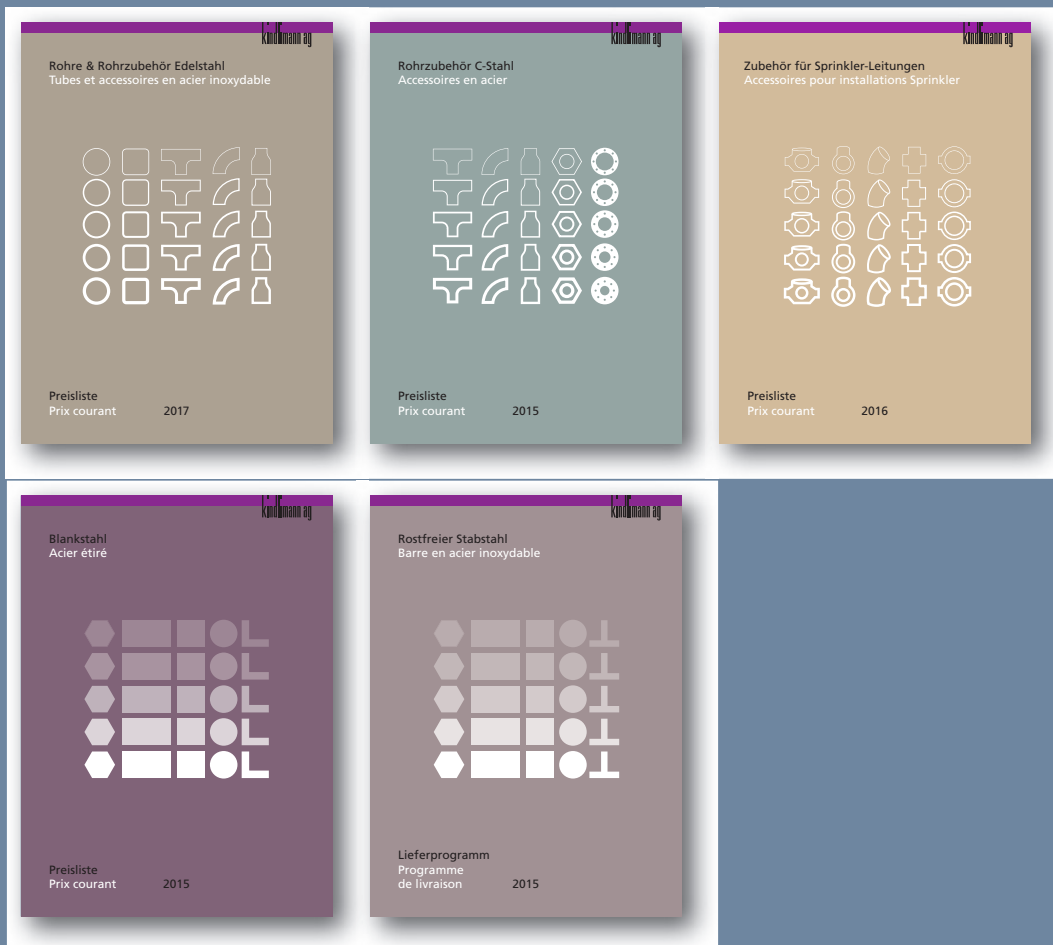 kindlimann ag
Rohre & Rohrzubehör Edelstahl
Tubes et accessoires en acier inoxydable
Preisliste
Prix courant 2017
kindlimann ag
Rohrzubehör C-Stahl
Accessoires en acier
Preisliste
Prix courant 2015
kindlimann ag
Zubehör für Sprinkler-Leitungen
Accessoires pour installations Sprinkler
Preisliste
Prix courant 2016
kindlimann ag
Blankstahl
Acier étiré
Preisliste
Prix courant 2015
kindlimann ag
Rostfreier Stabstahl
Barre en acier inoxydable
Lieferprogramm
Programme
de livraison 2015